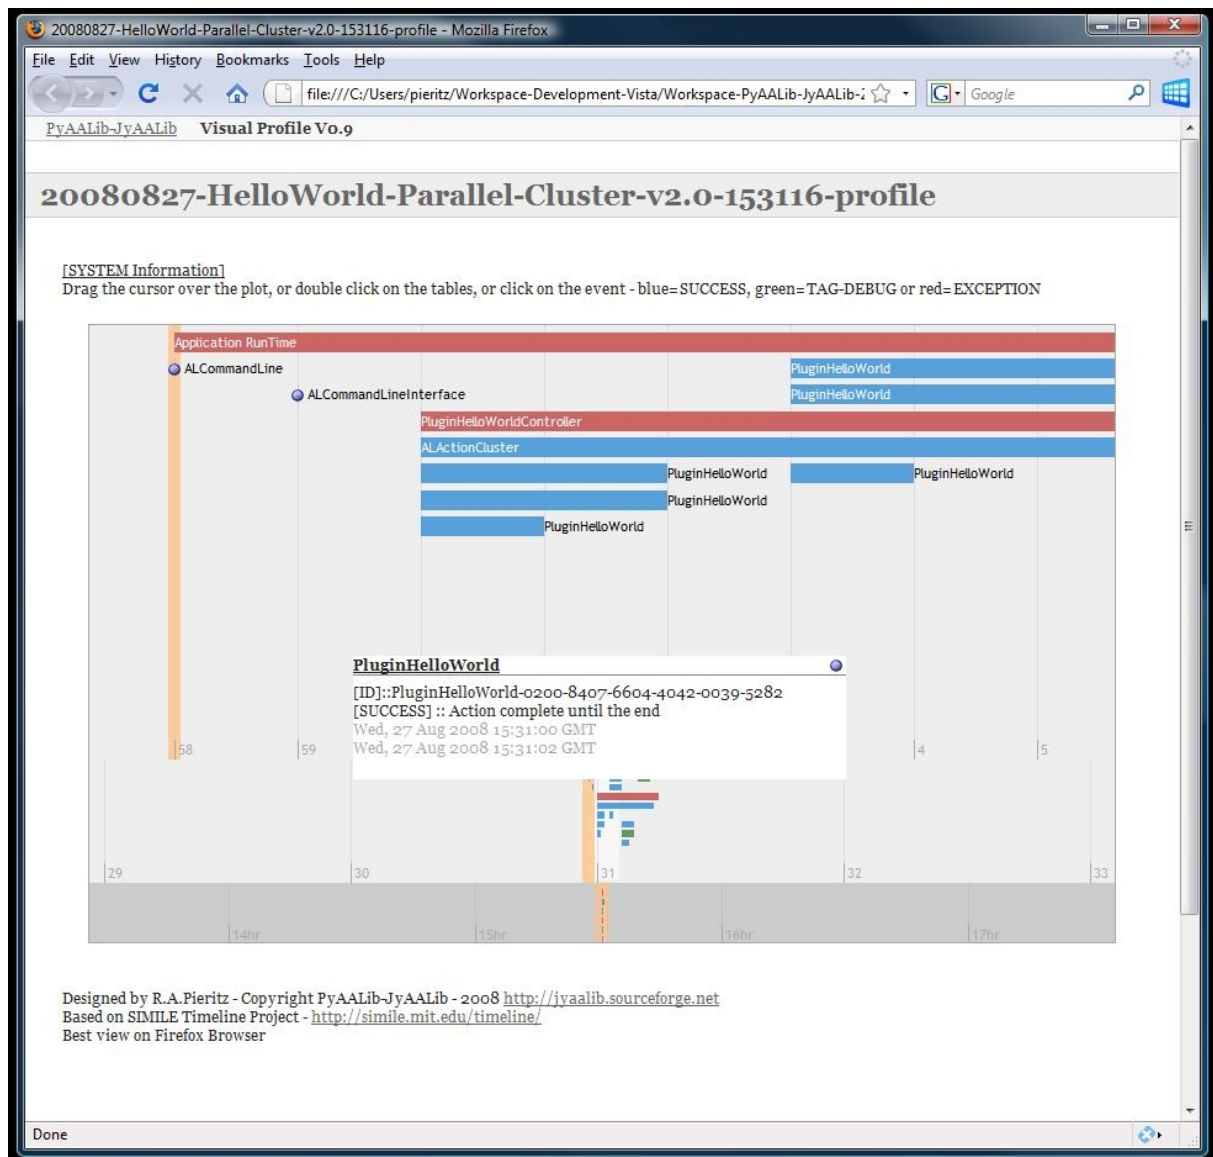 20080827-HelloWorld-Parallel-Cluster-v2.0-153116-profile - Mozilla Firefox
File Edit View History Bookmarks Tools Help
file:///C:/Users/pieritz/Workspace-Development-Vista/Workspace-PyAALib-JyAALib-2
Google
PyAALib-JyAALib Visual Profile V0.9
20080827-HelloWorld-Parallel-Cluster-v2.0-153116-profile
[SYSTEM Information]
Drag the cursor over the plot, or double click on the tables, or click on the event - blue=SUCCESS, green=TAG-DEBUG or red=EXCEPTION
Application RunTime
ALCommandLine PluginHelloWorld
ALCommandLineInterface PluginHelloWorld
PluginHelloWorldController
ALActionCluster
PluginHelloWorld PluginHelloWorld
PluginHelloWorld
PluginHelloWorld
PluginHelloWorld
[ID]::PluginHelloWorld-0200-8407-6604-4042-0039-5282
[SUCCESS] :: Action complete until the end
Wed, 27 Aug 2008 15:31:00 GMT
Wed, 27 Aug 2008 15:31:02 GMT
58 59 4 5
29 30 31 32 33
14hr 15hr 16hr 17hr
Designed by R.A.Pieritz - Copyright PyAALib-JyAALib - 2008 http://jyaalib.sourceforge.net
Based on SIMILE Timeline Project - http://simile.mit.edu/timeline/
Best view on Firefox Browser
Done